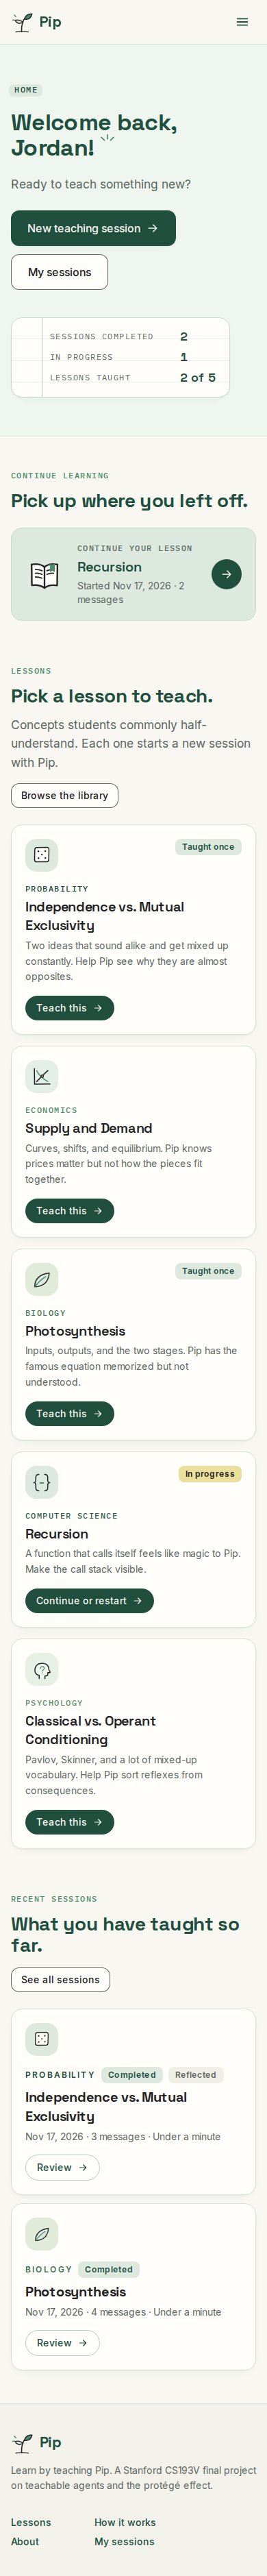 Pip
HOME
Welcome back,
Jordan!
Ready to teach something new?
New teaching session →
My sessions
SESSIONS COMPLETED 2
IN PROGRESS 1
LESSONS TAUGHT 2 of 5
CONTINUE LEARNING
Pick up where you left off.
CONTINUE YOUR LESSON
Recursion
Started Nov 17, 2026 · 2
messages
LESSONS
Pick a lesson to teach.
Concepts students commonly half-
understand. Each one starts a new session
with Pip.
Browse the library
Taught once
PROBABILITY
Independence vs. Mutual
Exclusivity
Two ideas that sound alike and get mixed up
constantly. Help Pip see why they are almost
opposites.
Teach this →
ECONOMICS
Supply and Demand
Curves, shifts, and equilibrium. Pip knows
prices matter but not how the pieces fit
together.
Teach this →
Taught once
BIOLOGY
Photosynthesis
Inputs, outputs, and the two stages. Pip has the
famous equation memorized but not
understood.
Teach this →
In progress
COMPUTER SCIENCE
Recursion
A function that calls itself feels like magic to Pip.
Make the call stack visible.
Continue or restart →
PSYCHOLOGY
Classical vs. Operant
Conditioning
Pavlov, Skinner, and a lot of mixed-up
vocabulary. Help Pip sort reflexes from
consequences.
Teach this →
RECENT SESSIONS
What you have taught so
far.
See all sessions
PROBABILITY Completed Reflected
Independence vs. Mutual
Exclusivity
Nov 17, 2026 · 3 messages · Under a minute
Review →
BIOLOGY Completed
Photosynthesis
Nov 17, 2026 · 4 messages · Under a minute
Review →
Pip
Learn by teaching Pip. A Stanford CS193V final project
on teachable agents and the protégé effect.
Lessons How it works
About My sessions